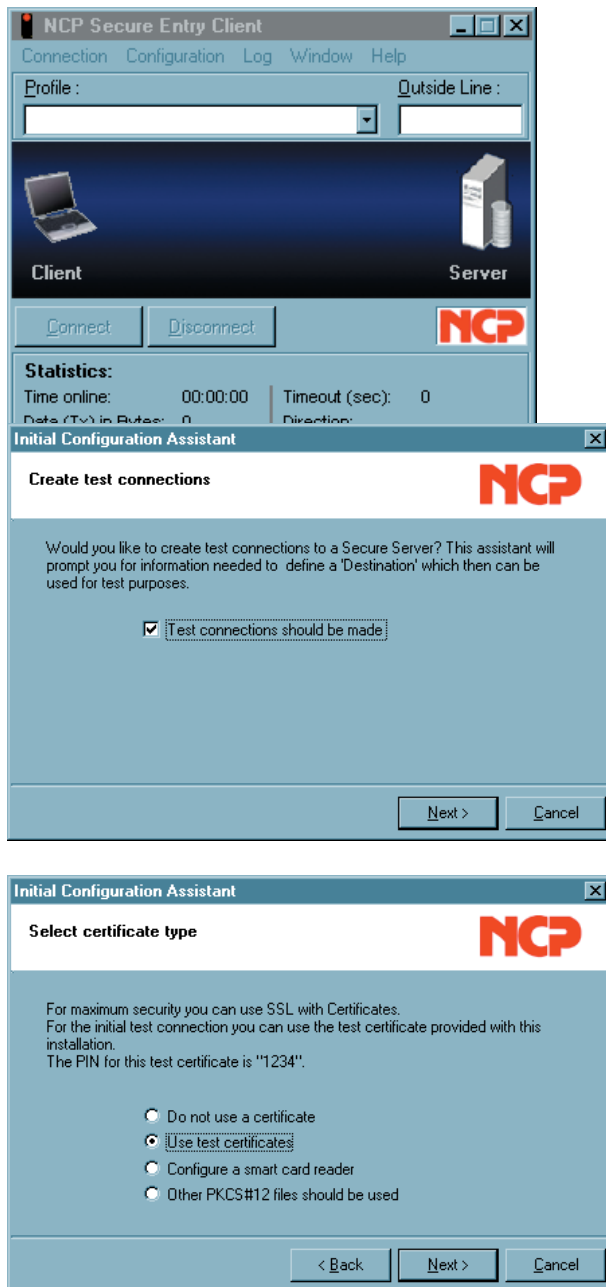 NCP Secure Entry Client
Connection Configuration Log Window Help
Profile : Outside Line :
Client Server
Connect Disconnect NCP
Statistics:
Time online: 00:00:00 Timeout (sec): 0
Data (Tx) in Bytes: 0 Direction:
Initial Configuration Assistant
Create test connections
NCP
Would you like to create test connections to a Secure Server? This assistant will
prompt you for information needed to define a 'Destination' which then can be
used for test purposes.
Test connections should be made
Next > Cancel
Initial Configuration Assistant
Select certificate type
NCP
For maximum security you can use SSL with Certificates.
For the initial test connection you can use the test certificate provided with this
installation.
The PIN for this test certificate is "1234".
Do not use a certificate
Use test certificates
Configure a smart card reader
Other PKCS#12 files should be used
< Back Next > Cancel